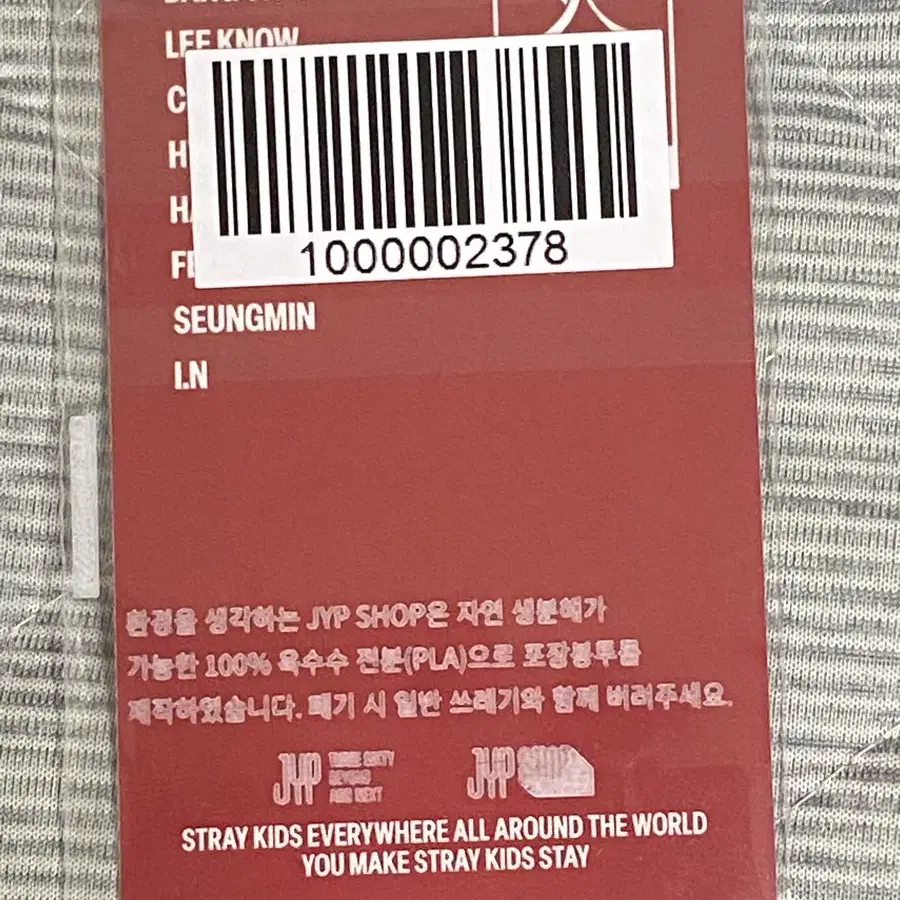 LEE KNOW
1000002378
SEUNGMIN
I.N
환경을 생각하는 JYP SHOP은 자연 생분해가
가능한 100% 옥수수 전분(PLA)으로 포장봉투를
제작하였습니다. 폐기 시 일반 쓰레기와 함께 버려주세요.
JYP JYP SHOP
STRAY KIDS EVERYWHERE ALL AROUND THE WORLD
YOU MAKE STRAY KIDS STAY